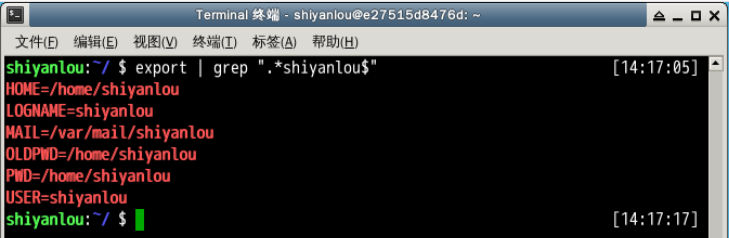 Terminal 终端 - shiyanlou@e27515d8476d: ~
文件(F) 编辑(E) 视图(V) 终端(T) 标签(A) 帮助(H)
shiyanlou:~/ $ export | grep ".*shiyanlou$" [14:17:05]
HOME=/home/shiyanlou
LOGNAME=shiyanlou
MAIL=/var/mail/shiyanlou
OLDPWD=/home/shiyanlou
PWD=/home/shiyanlou
USER=shiyanlou
shiyanlou:~/ $ [14:17:17]